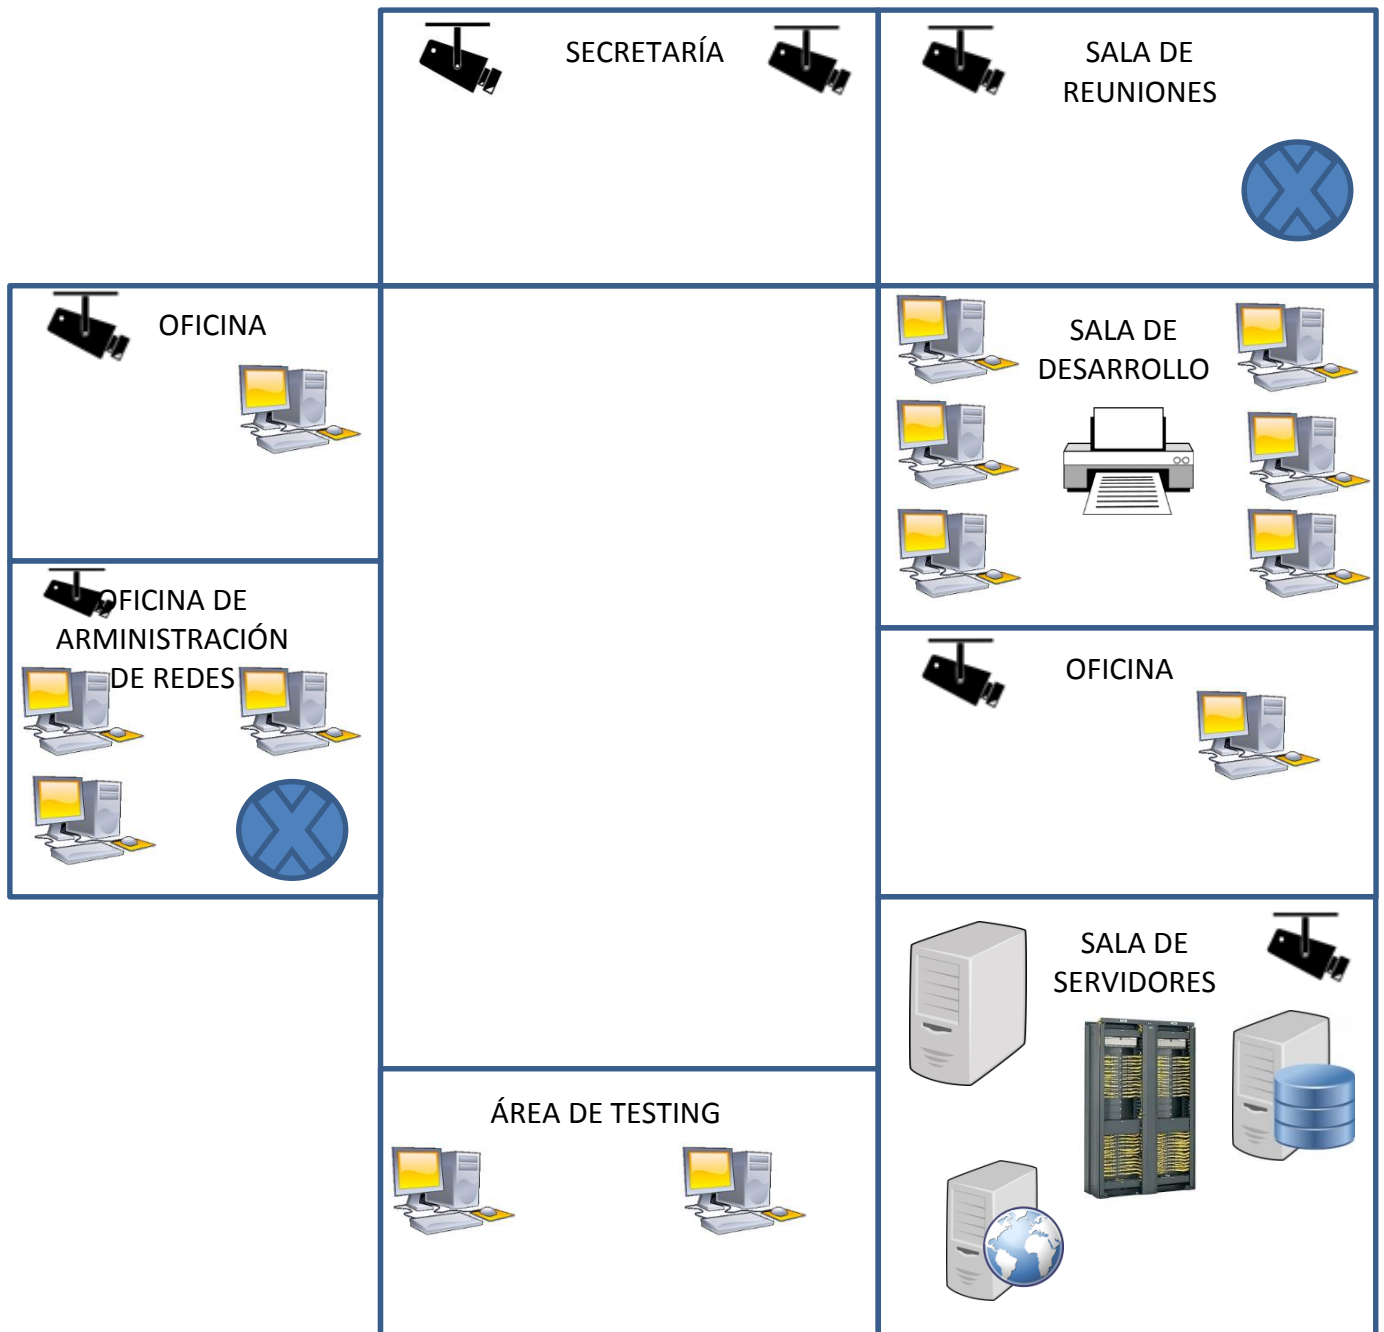 SECRETARÍA
SALA DE
REUNIONES
OFICINA
SALA DE
DESARROLLO
OFICINA DE
ARMINISTRACIÓN
DE REDES
OFICINA
SALA DE
SERVIDORES
ÁREA DE TESTING